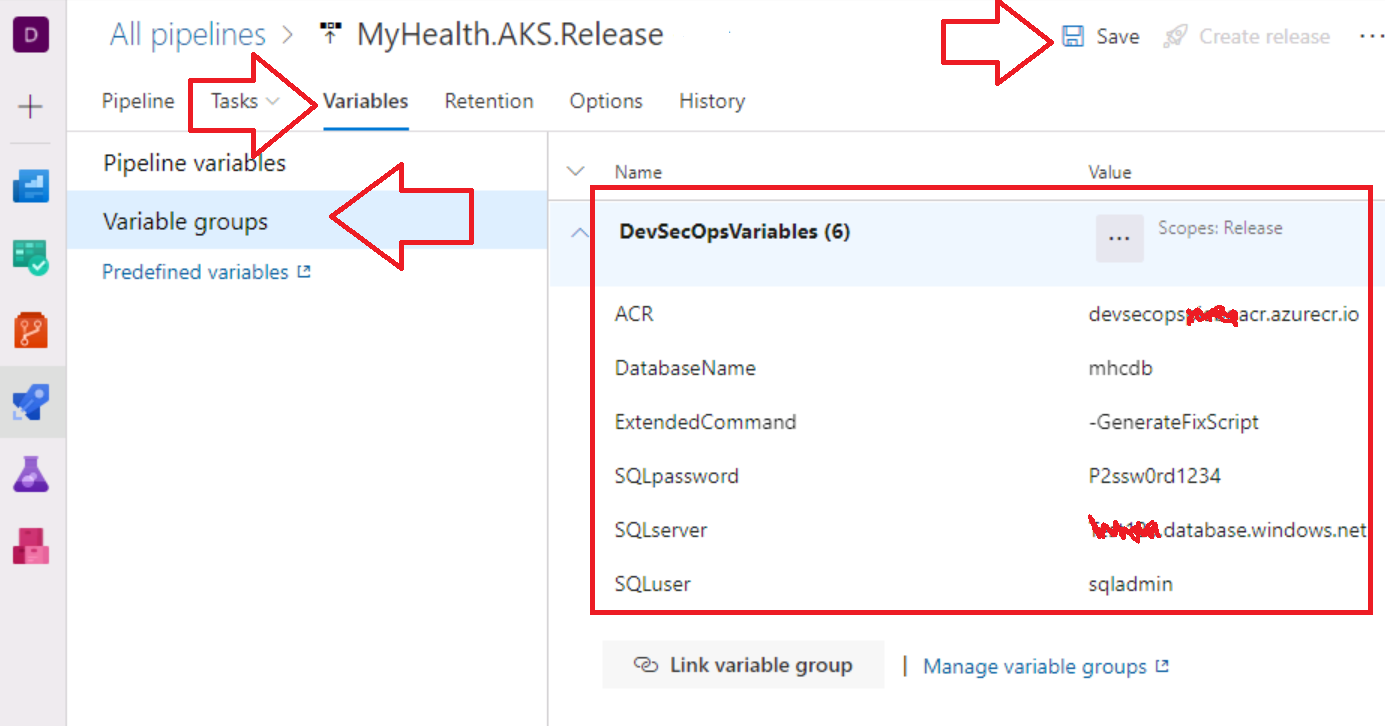 D
All pipelines > MyHealth.AKS.Release
Save
Create release
...
Pipeline
Tasks
Variables
Retention
Options
History
Pipeline variables
Variable groups
Predefined variables
Name Value
DevSecOpsVariables (6) ... Scopes: Release
ACR devsecops acr.azurecr.io
DatabaseName mhcdb
ExtendedCommand -GenerateFixScript
SQLpassword P2ssw0rd1234
SQLserver .database.windows.net
SQLuser sqladmin
Link variable group | Manage variable groups